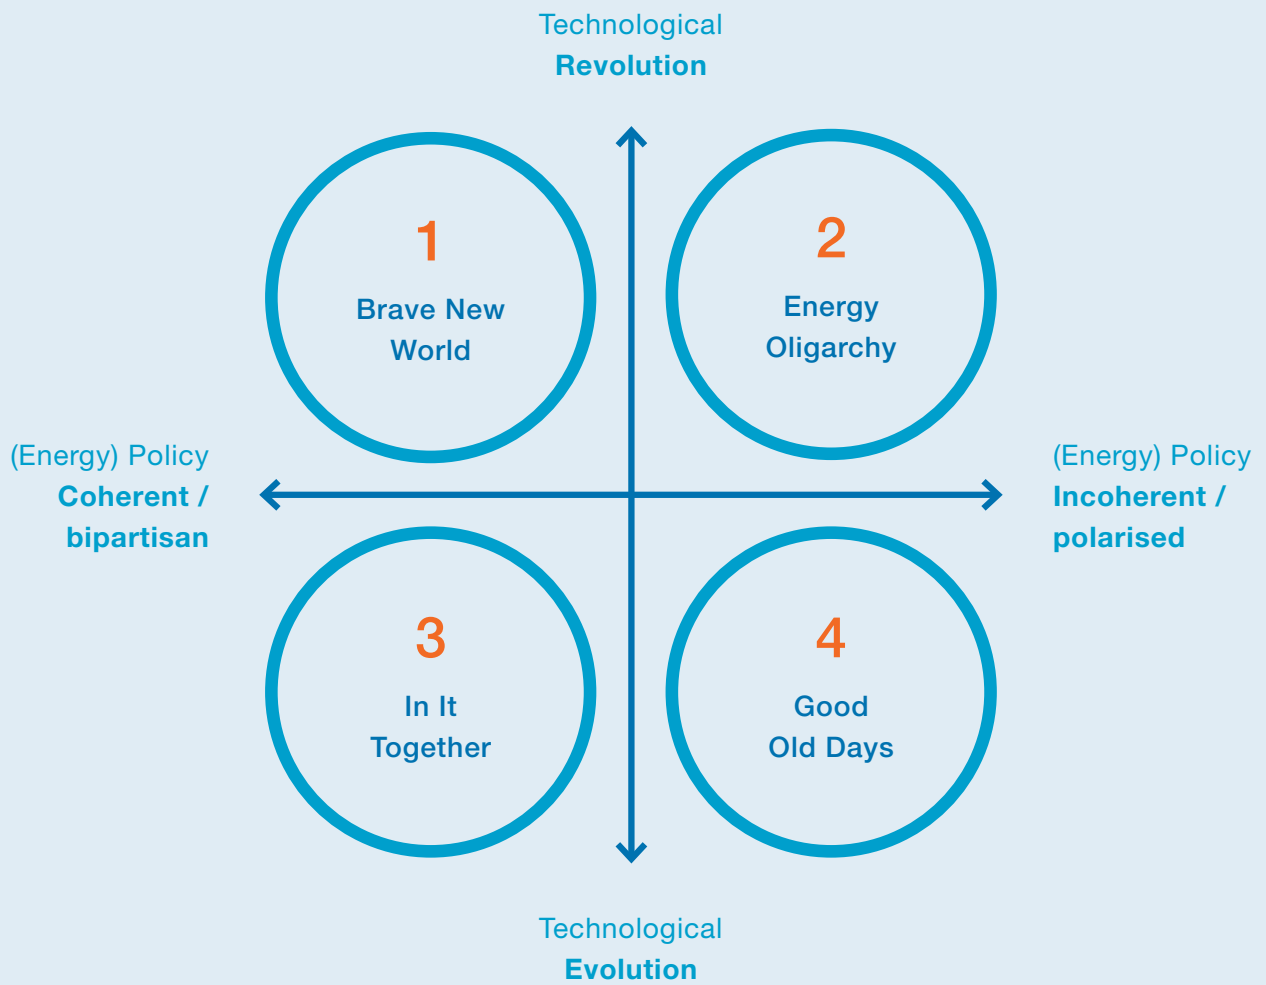 Technological
Revolution
1
Brave New
World
2
Energy
Oligarchy
(Energy) Policy
Coherent /
bipartisan
(Energy) Policy
Incoherent /
polarised
3
In It
Together
4
Good
Old Days
Technological
Evolution